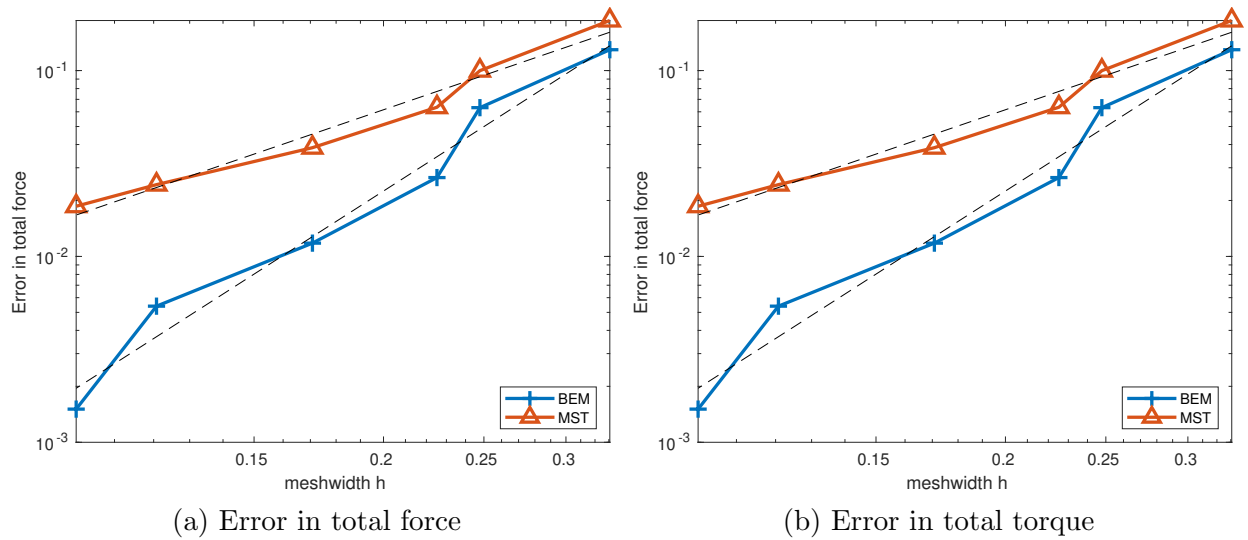 10^-1
10^-2
10^-3
Error in total force
0.15
0.2
0.25
0.3
meshwidth h
BEM
MST
(a) Error in total force
10^-1
10^-2
10^-3
Error in total force
0.15
0.2
0.25
0.3
meshwidth h
BEM
MST
(b) Error in total torque